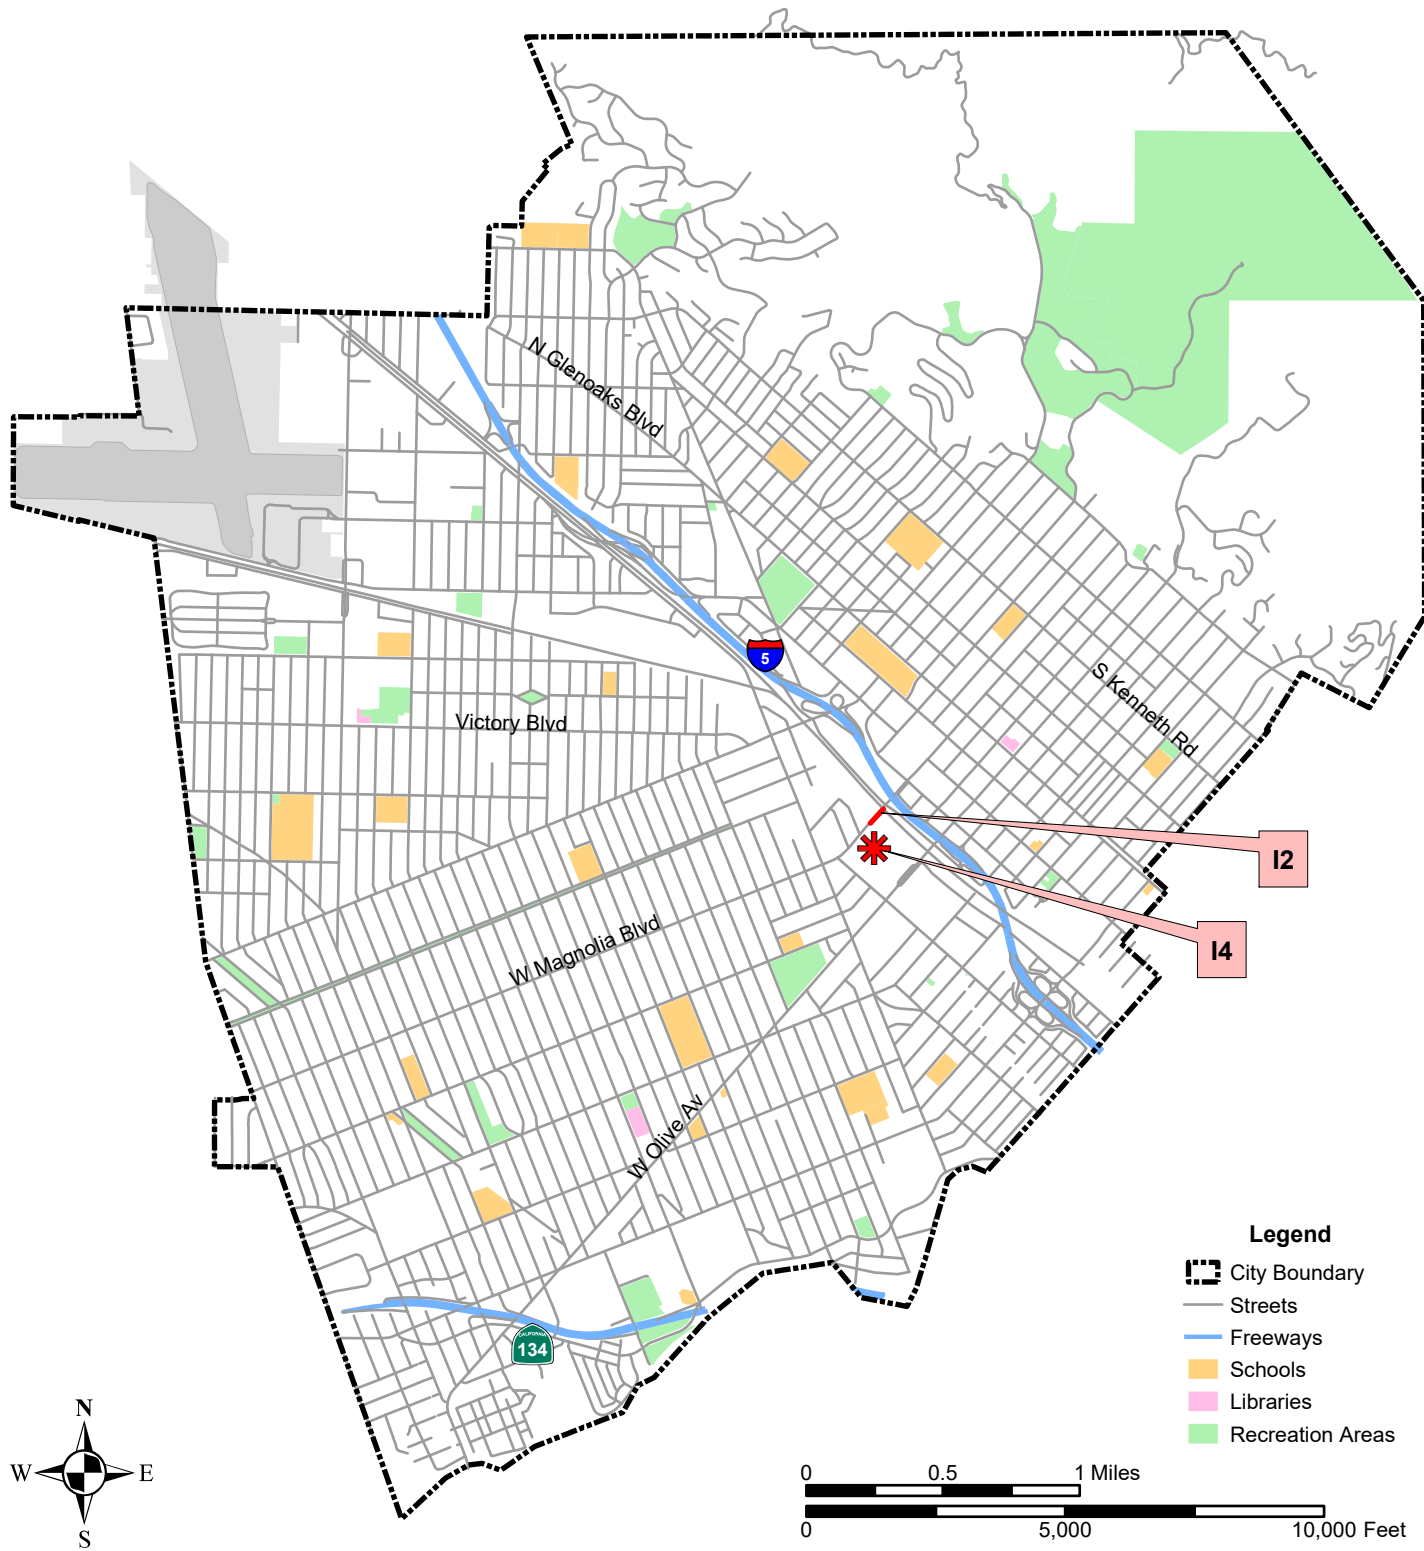 N Glenoaks Blvd
5
S Kenneth Rd
Victory Blvd
I2
I4
W Magnolia Blvd
W Olive Av
CALIFORNIA
134
Legend
City Boundary
Streets
Freeways
Schools
Libraries
Recreation Areas
N
W E
S
0 0.5 1 Miles
0 5,000 10,000 Feet